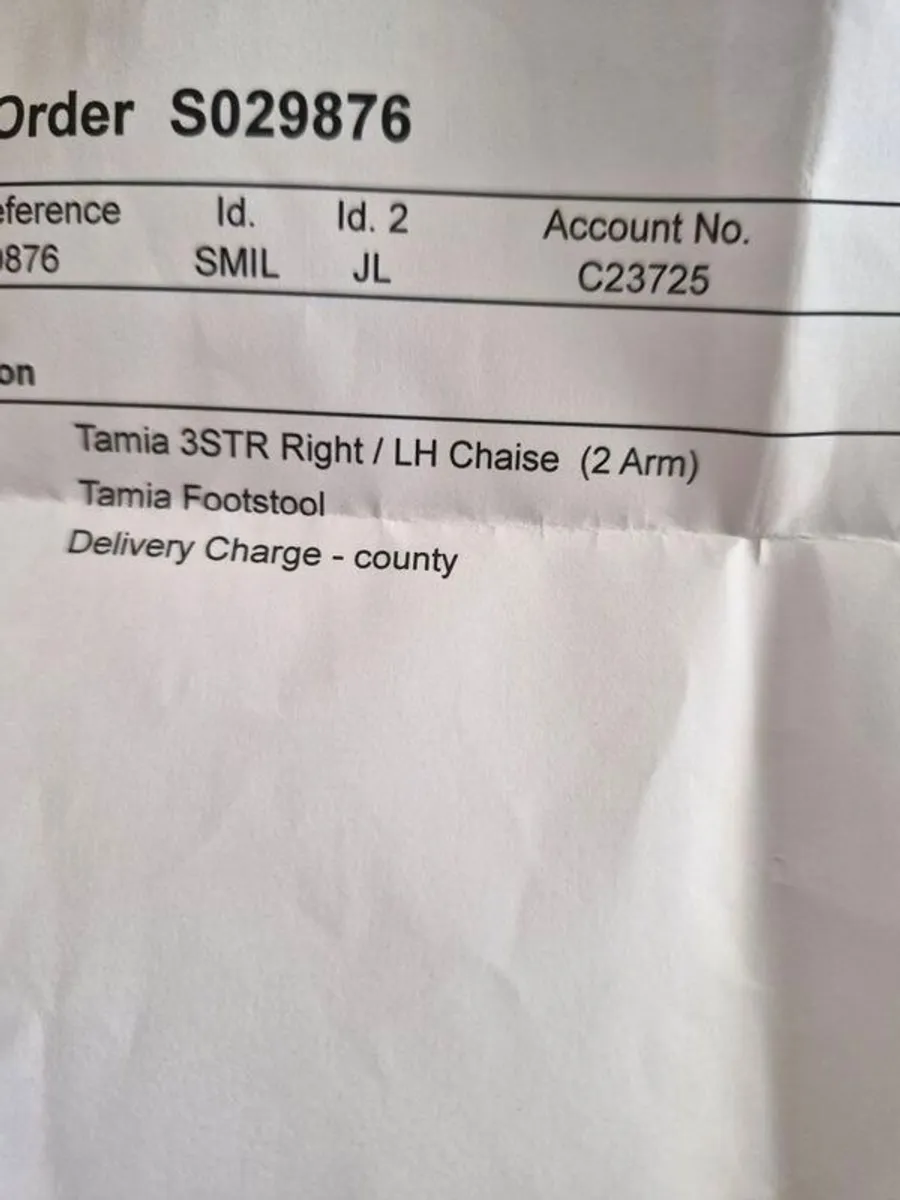 Order S029876
eference Id. Id. 2 Account No.
9876 SMIL JL C23725
on
Tamia 3STR Right / LH Chaise (2 Arm)
Tamia Footstool
Delivery Charge - county